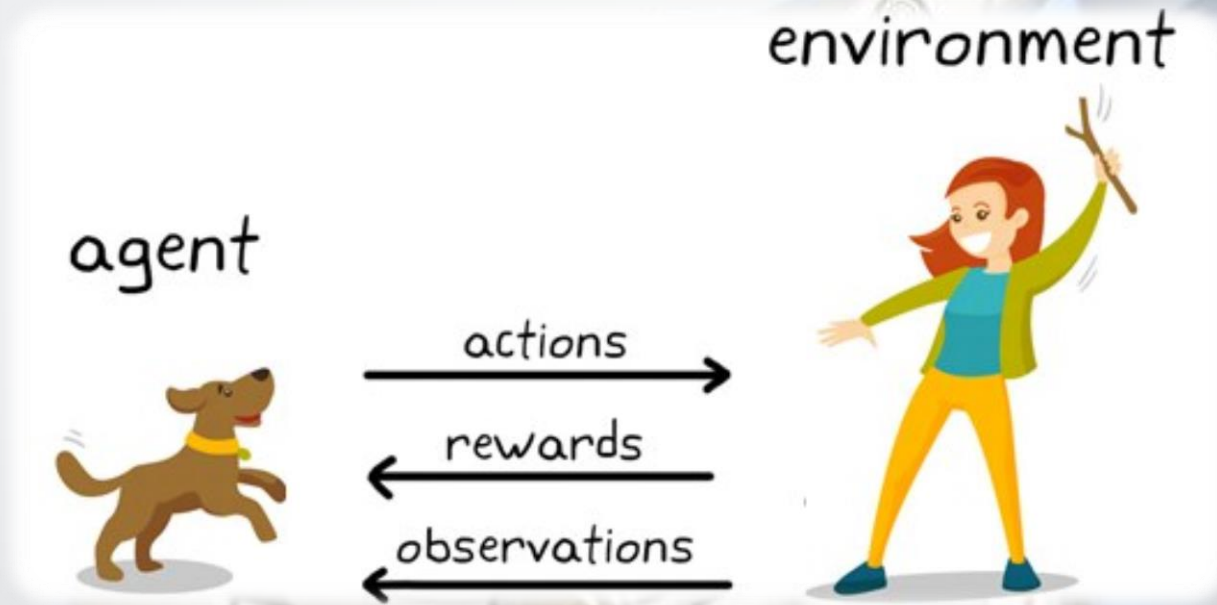 environment
agent
actions
rewards
observations